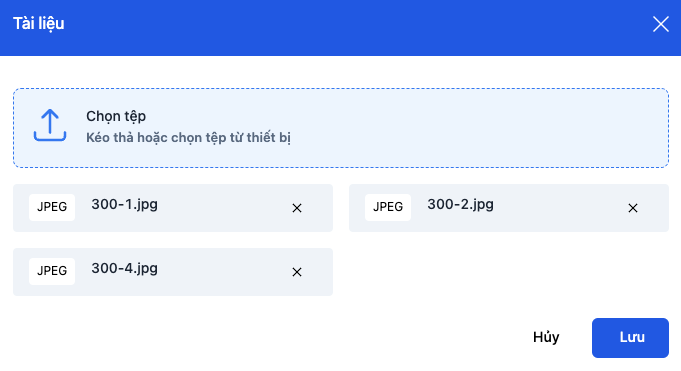 Tài liệu
Chọn tệp
Kéo thả hoặc chọn tệp từ thiết bị
JPEG 300-1.jpg
JPEG 300-2.jpg
JPEG 300-4.jpg
Hủy
Lưu